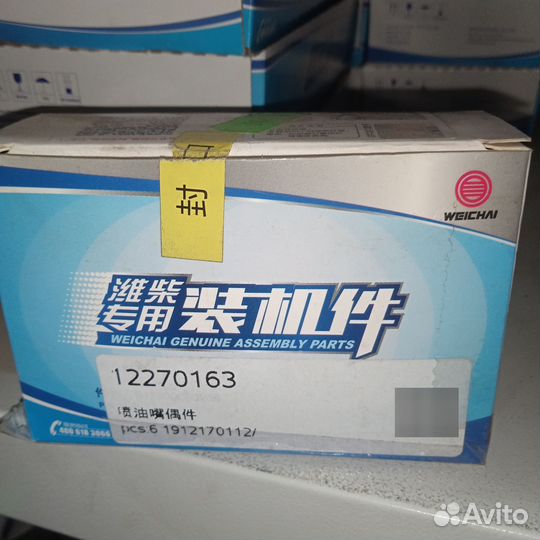 封口
WEICHAI
潍柴
专用
装机件
WEICHAI GENUINE ASSEMBLY PARTS
12270163
喷油嘴偶件
pcs.6 1912170112/
Avito